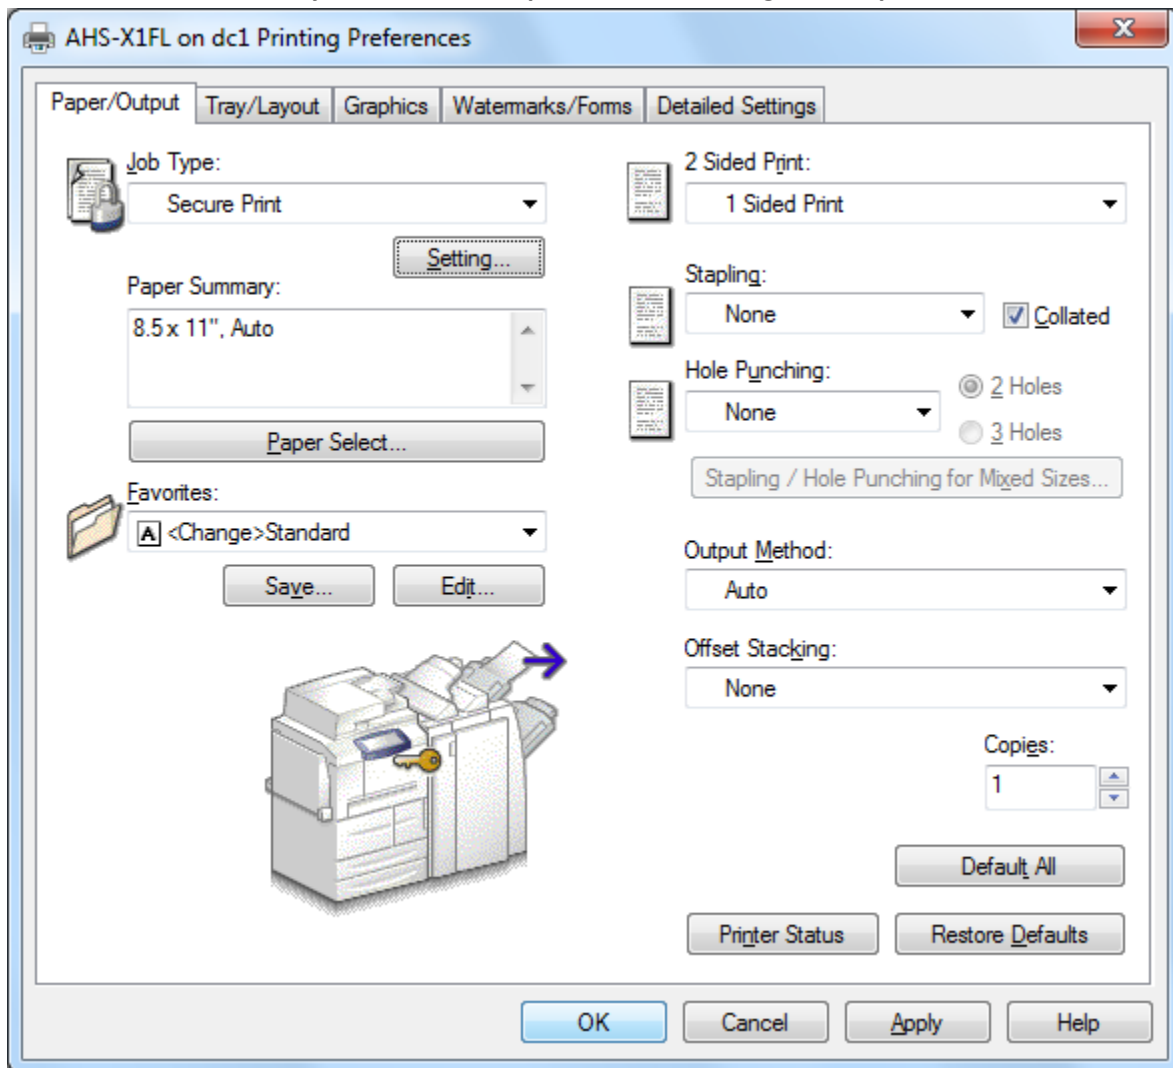 AHS-X1FL on dc1 Printing Preferences
X
Paper/Output Tray/Layout Graphics Watermarks/Forms Detailed Settings
Job Type:
Secure Print
Setting...
Paper Summary:
8.5 x 11", Auto
Paper Select...
Favorites:
A <Change>Standard
Save... Edit...
2 Sided Print:
1 Sided Print
Stapling:
None Collated
Hole Punching:
None
2 Holes
3 Holes
Stapling / Hole Punching for Mixed Sizes...
Output Method:
Auto
Offset Stacking:
None
Copies:
1
Default All
Printer Status Restore Defaults
OK Cancel Apply Help